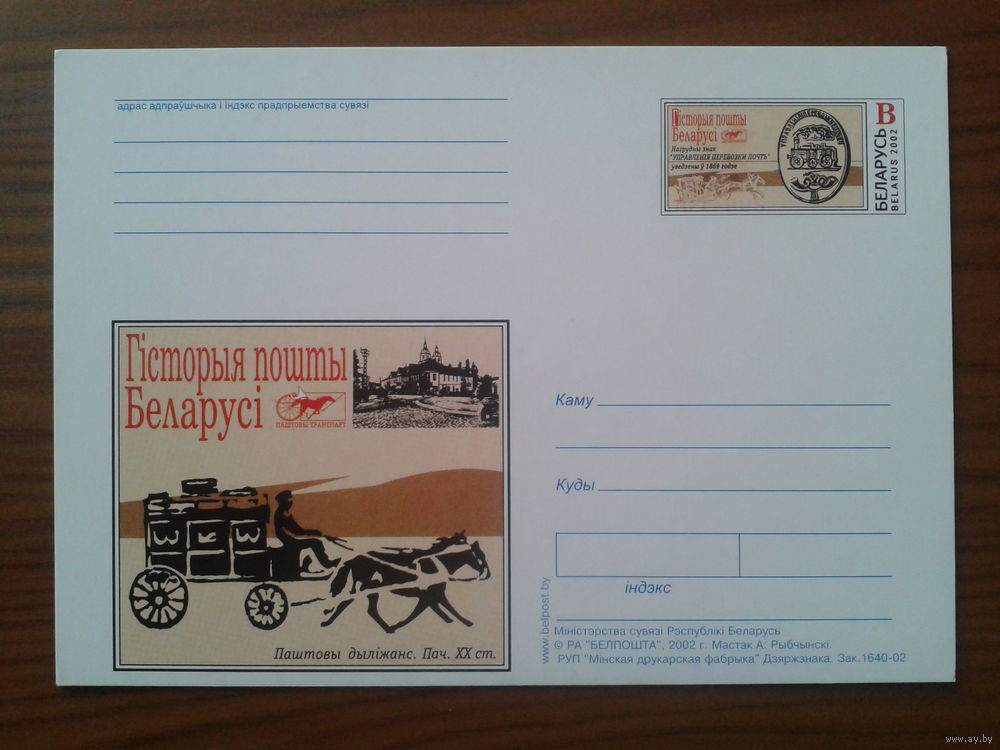 адрас адпраўшчыка і індэкс прадпрыемства сувязі
Гісторыя пошты
Беларусі
Нагрудны знак
"УПРАВЛЕНIЯ ПЕРЕВОЗКИ ПОЧТЪ"
уведзены ў 1869 годзе
B
БЕЛАРУСЬ
BELARUS 2002
Гісторыя пошты
Беларусі
ПАШТОВЫ ТРАНСПАРТ
Паштовы дыліжанс. Пач. XX ст.
Каму
Куды
індэкс
www.belpost.by
Міністэрства сувязі Рэспублікі Беларусь
© РА "БЕЛПОШТА", 2002 г. Мастак А. Рыбчынскі.
РУП "Мінская друкарская фабрыка" Дзяржзнака. Зак.1640-02
www.ay.by